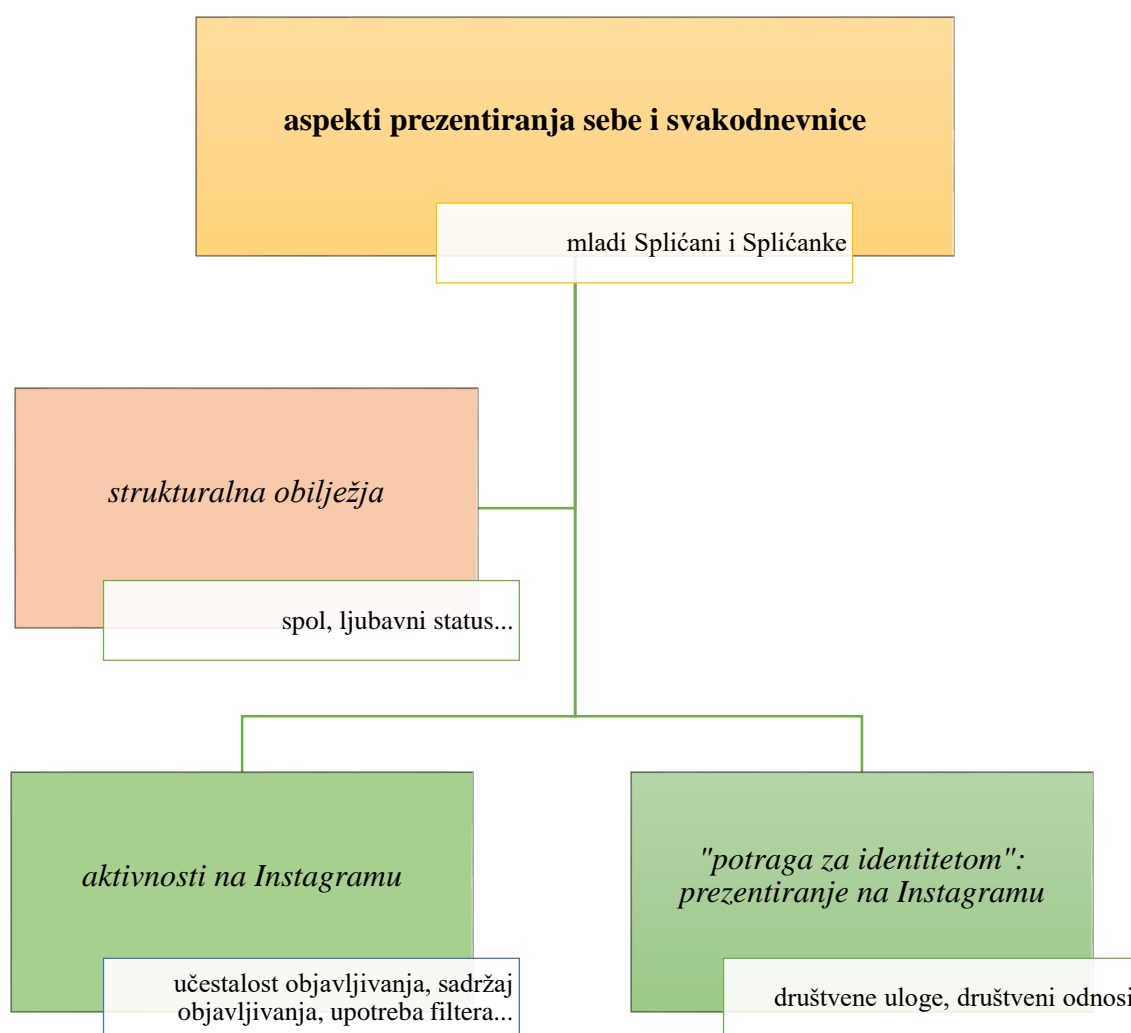 aspekti prezentiranja sebe i svakodnevnice
mladi Splićani i Splićanke
strukturalna obilježja
spol, ljubavni status...
aktivnosti na Instagramu
učestalost objavljivanja, sadržaj
objavljivanja, upotreba filtera...
"potraga za identitetom":
prezentiranje na Instagramu
društvene uloge, društveni odnosi